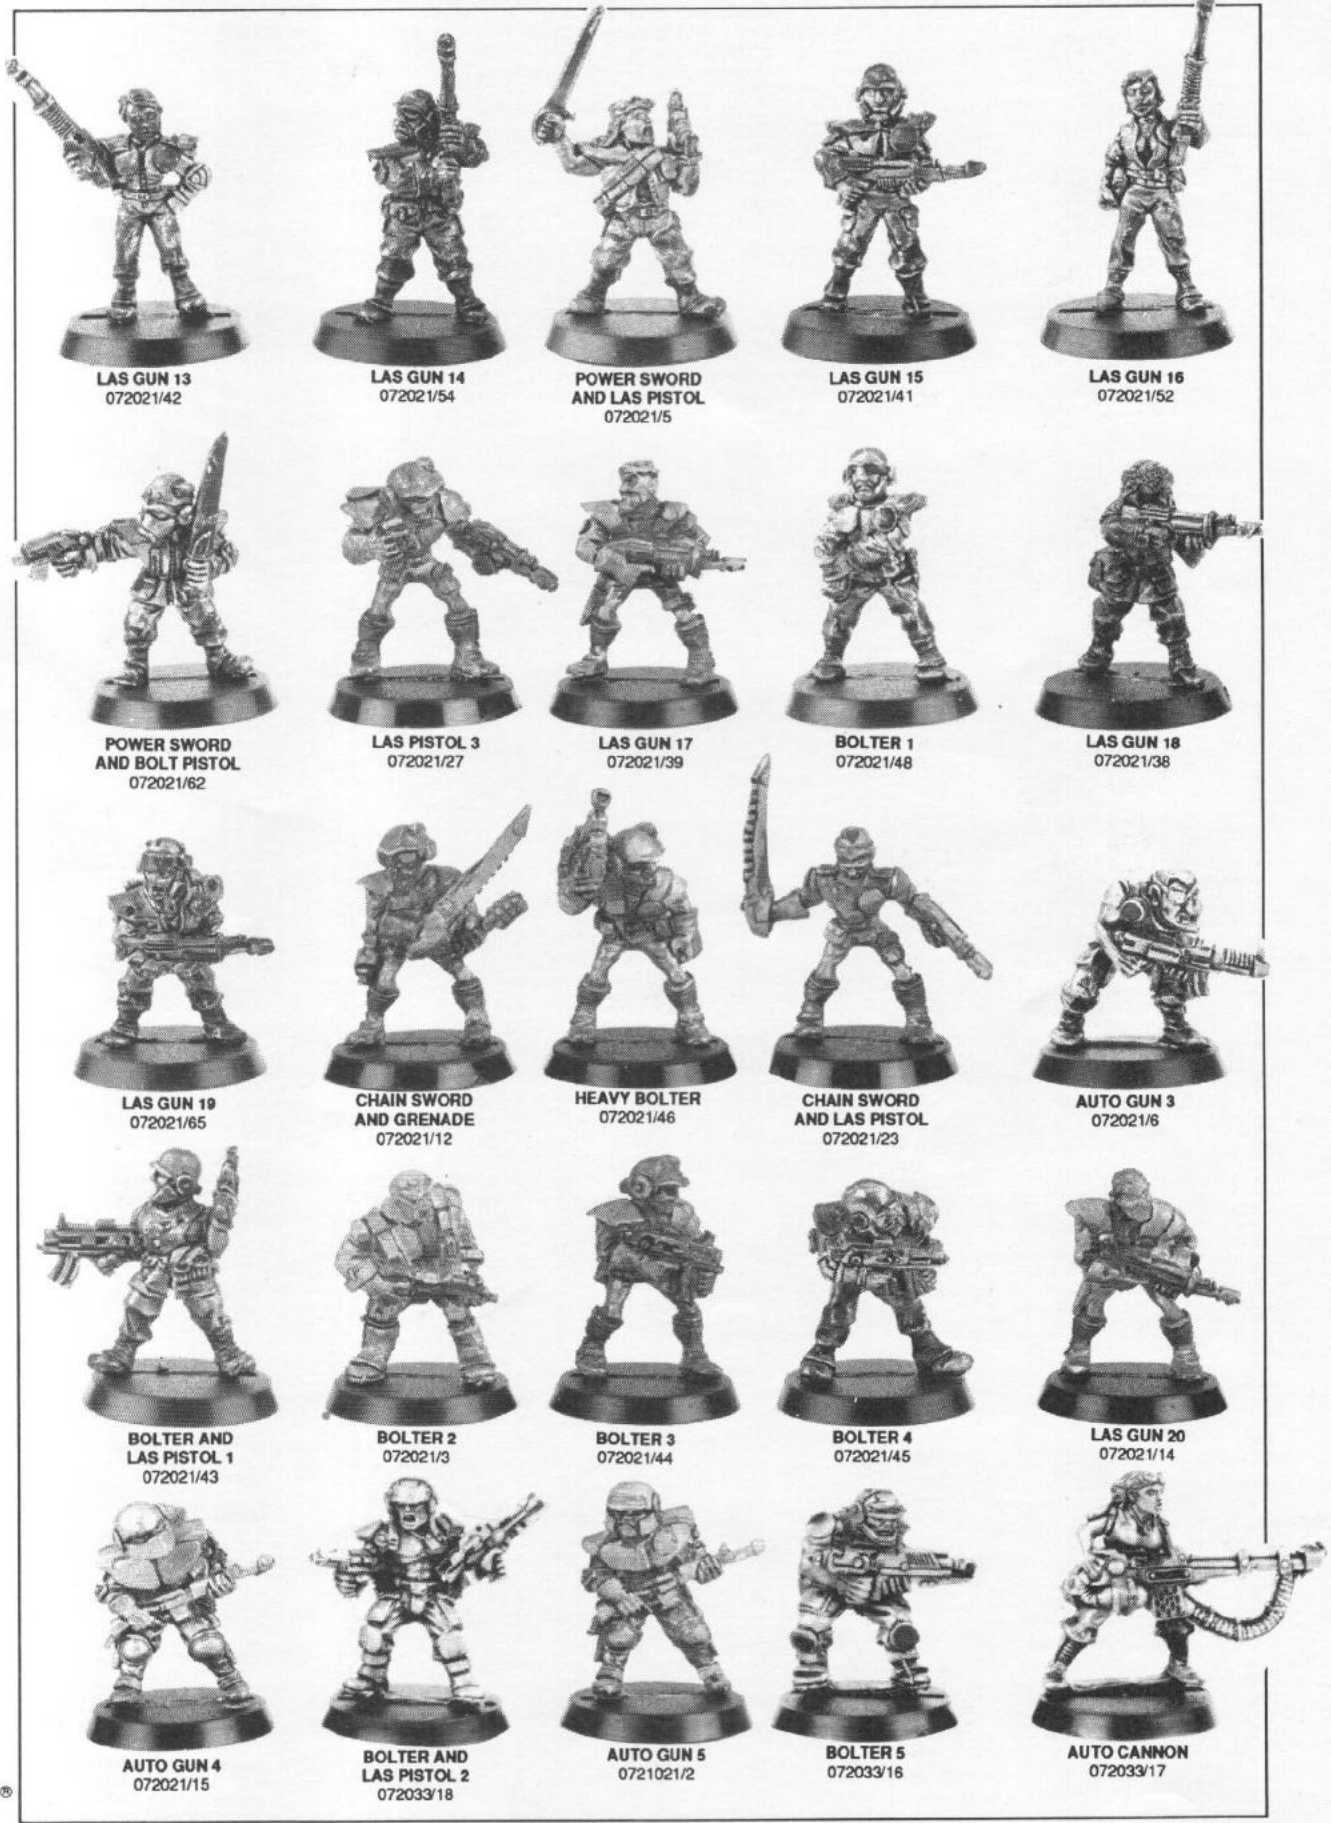 LAS GUN 13
072021/42
LAS GUN 14
072021/54
POWER SWORD
AND LAS PISTOL
072021/5
LAS GUN 15
072021/41
LAS GUN 16
072021/52
POWER SWORD
AND BOLT PISTOL
072021/62
LAS PISTOL 3
072021/27
LAS GUN 17
072021/39
BOLTER 1
072021/48
LAS GUN 18
072021/38
LAS GUN 19
072021/65
CHAIN SWORD
AND GRENADE
072021/12
HEAVY BOLTER
072021/46
CHAIN SWORD
AND LAS PISTOL
072021/23
AUTO GUN 3
072021/6
BOLTER AND
LAS PISTOL 1
072021/43
BOLTER 2
072021/3
BOLTER 3
072021/44
BOLTER 4
072021/45
LAS GUN 20
072021/14
AUTO GUN 4
072021/15
BOLTER AND
LAS PISTOL 2
072033/18
AUTO GUN 5
0721021/2
BOLTER 5
072033/16
AUTO CANNON
072033/17
®